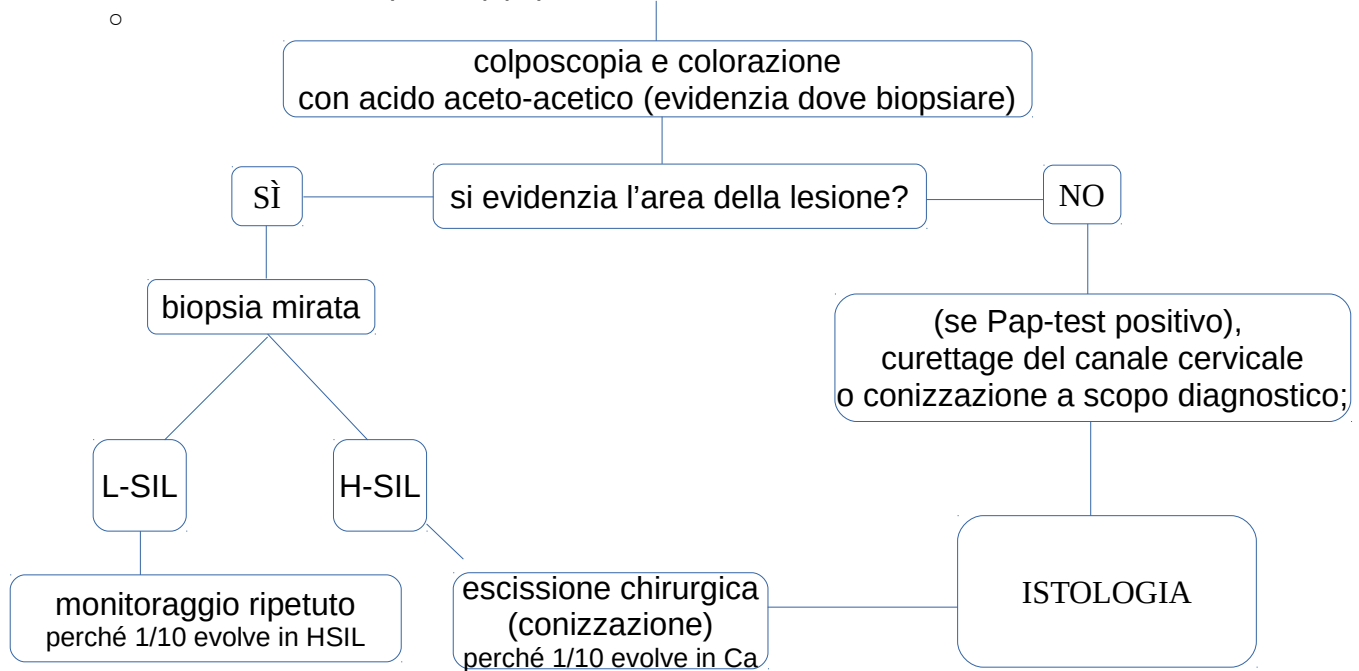 colposcopia e colorazione
con acido aceto-acetico (evidenzia dove biopsiare)
SÌ
si evidenzia l’area della lesione?
NO
biopsia mirata
(se Pap-test positivo),
curettage del canale cervicale
o conizzazione a scopo diagnostico;
L-SIL
H-SIL
monitoraggio ripetuto
perché 1/10 evolve in HSIL
escissione chirurgica
(conizzazione)
perché 1/10 evolve in Ca
ISTOLOGIA